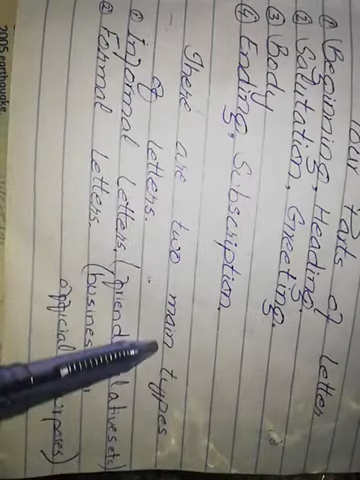 Four Parts of letter
① Beginning, Heading.
② Salutation, Greeting.
③ Body
④ Ending, Subscription.
There are two main types
of letters.
① Informal letters. (friends relatives etc)
② Formal letters. (business
official purposes)
2005 earthquake